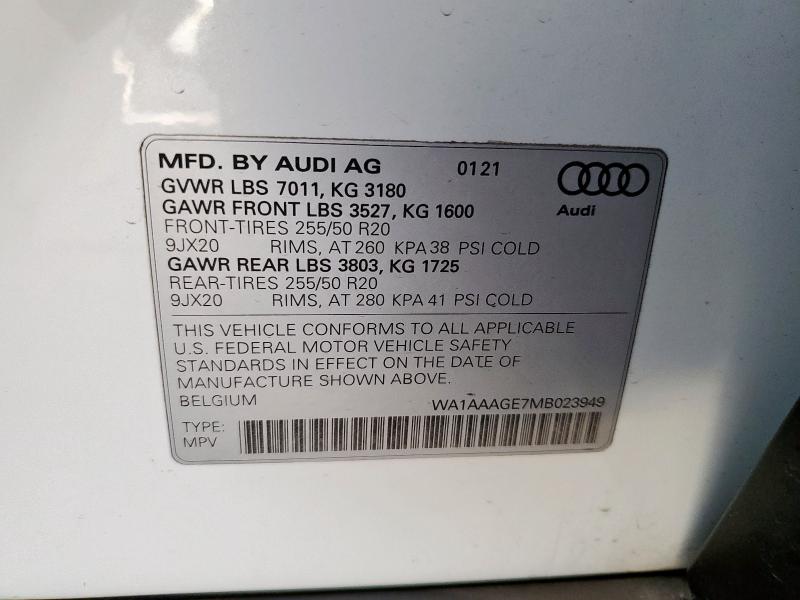 MFD. BY AUDI AG 0121
GVWR LBS 7011, KG 3180
GAWR FRONT LBS 3527, KG 1600
FRONT-TIRES 255/50 R20
9JX20 RIMS, AT 260 KPA 38 PSI COLD
GAWR REAR LBS 3803, KG 1725
REAR-TIRES 255/50 R20
9JX20 RIMS, AT 280 KPA 41 PSI COLD
Audi
THIS VEHICLE CONFORMS TO ALL APPLICABLE
U.S. FEDERAL MOTOR VEHICLE SAFETY
STANDARDS IN EFFECT ON THE DATE OF
MANUFACTURE SHOWN ABOVE.
BELGIUM WA1AAAGE7MB023949
TYPE:
MPV